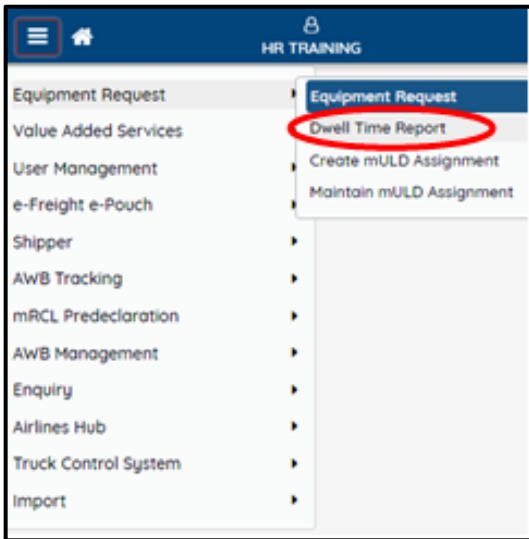 HR TRAINING
Equipment Request
Value Added Services
User Management
e-Freight e-Pouch
Shipper
AWB Tracking
mRCL Predeclaration
AWB Management
Enquiry
Airlines Hub
Truck Control System
Import
Equipment Request
Dwell Time Report
Create mULD Assignment
Maintain mULD Assignment